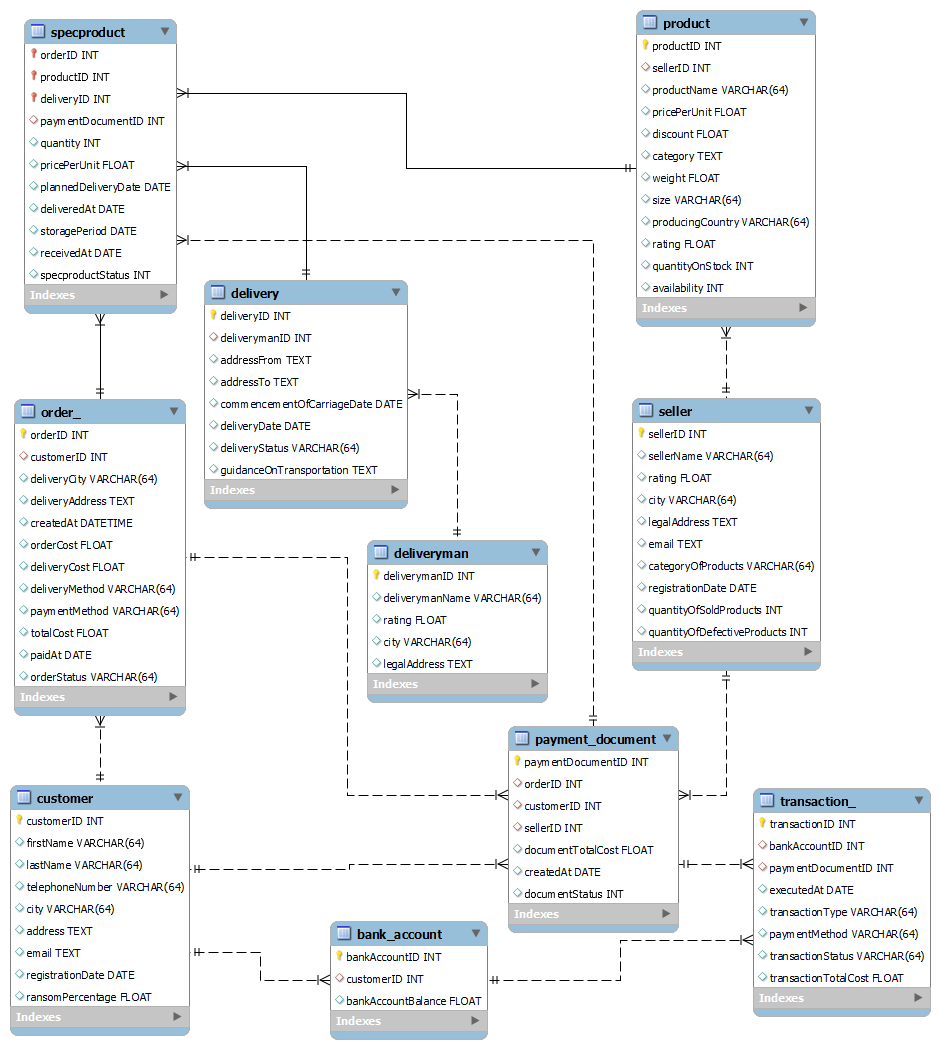 specproduct
orderID INT
productID INT
deliveryID INT
paymentDocumentID INT
quantity INT
pricePerUnit FLOAT
plannedDeliveryDate DATE
deliveredAt DATE
storagePeriod DATE
receivedAt DATE
specproductStatus INT
Indexes
product
productID INT
sellerID INT
productName VARCHAR(64)
pricePerUnit FLOAT
discount FLOAT
category TEXT
weight FLOAT
size VARCHAR(64)
producingCountry VARCHAR(64)
rating FLOAT
quantityOnStock INT
availability INT
Indexes
delivery
deliveryID INT
deliverymanID INT
addressFrom TEXT
addressTo TEXT
commencementOfCarriageDate DATE
deliveryDate DATE
deliveryStatus VARCHAR(64)
guidanceOnTransportation TEXT
Indexes
order_
orderID INT
customerID INT
deliveryCity VARCHAR(64)
deliveryAddress TEXT
createdAt DATETIME
orderCost FLOAT
deliveryCost FLOAT
deliveryMethod VARCHAR(64)
paymentMethod VARCHAR(64)
totalCost FLOAT
paidAt DATE
orderStatus VARCHAR(64)
Indexes
seller
sellerID INT
sellerName VARCHAR(64)
rating FLOAT
city VARCHAR(64)
legalAddress TEXT
email TEXT
categoryOfProducts VARCHAR(64)
registrationDate DATE
quantityOfSoldProducts INT
quantityOfDefectiveProducts INT
Indexes
deliveryman
deliverymanID INT
deliverymanName VARCHAR(64)
rating FLOAT
city VARCHAR(64)
legalAddress TEXT
Indexes
payment_document
paymentDocumentID INT
orderID INT
customerID INT
sellerID INT
documentTotalCost FLOAT
createdAt DATE
documentStatus INT
Indexes
customer
customerID INT
firstName VARCHAR(64)
lastName VARCHAR(64)
telephoneNumber VARCHAR(64)
city VARCHAR(64)
address TEXT
email TEXT
registrationDate DATE
ransomPercentage FLOAT
Indexes
transaction_
transactionID INT
bankAccountID INT
paymentDocumentID INT
executedAt DATE
transactionType VARCHAR(64)
paymentMethod VARCHAR(64)
transactionStatus VARCHAR(64)
transactionTotalCost FLOAT
Indexes
bank_account
bankAccountID INT
customerID INT
bankAccountBalance FLOAT
Indexes